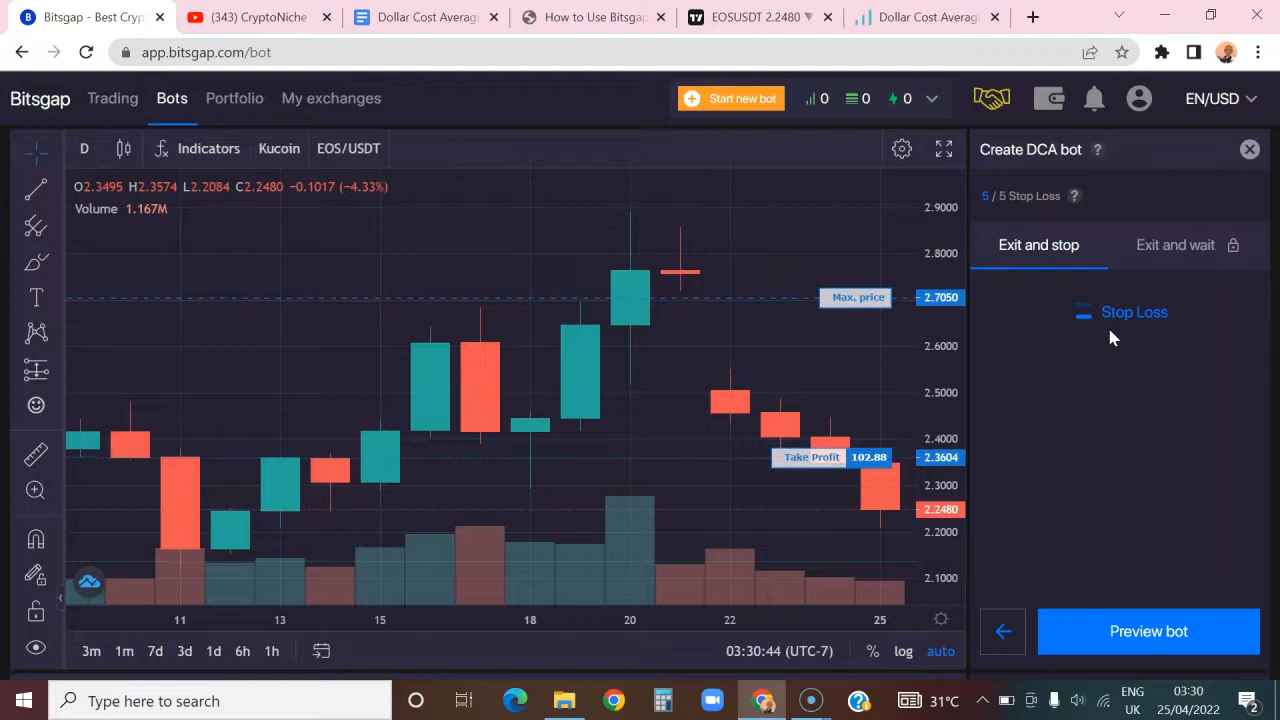 Bitsgap - Best Cryp
(343) CryptoNiche
Dollar Cost Averagi
How to Use Bitsgap
EOSUSDT 2.2480 ▼
Dollar Cost Averagi
app.bitsgap.com/bot
Bitsgap
Trading
Bots
Portfolio
My exchanges
Start new bot
0
0
0
EN/USD
D
Indicators
Kucoin
EOS/USDT
Create DCA bot ?
O2.3495 H2.3574 L2.2084 C2.2480 -0.1017 (-4.33%)
Volume 1.167M
5 / 5 Stop Loss ?
Exit and stop
Exit and wait
Stop Loss
2.9000
2.8000
Max. price
2.7050
2.6000
2.5000
2.4000
Take Profit 102.88
2.3604
2.3000
2.2480
2.2000
2.1000
11
13
15
18
20
22
25
Preview bot
3m
1m
7d
3d
1d
6h
1h
03:30:44 (UTC-7)
%
log
auto
Type here to search
31°C
ENG
UK
03:30
25/04/2022
2